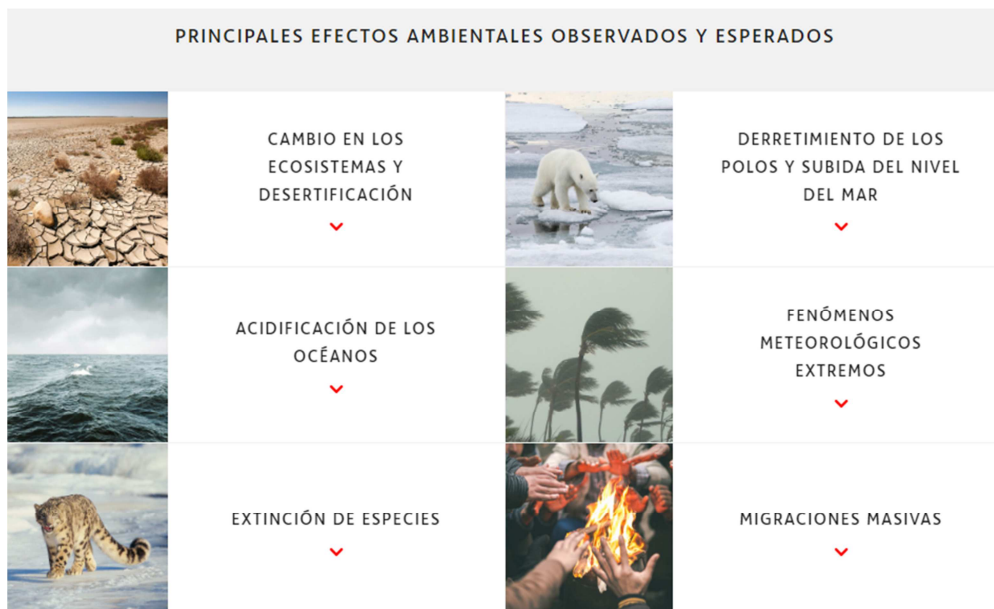 PRINCIPALES EFECTOS AMBIENTALES OBSERVADOS Y ESPERADOS
CAMBIO EN LOS
ECOSISTEMAS Y
DESERTIFICACIÓN
DERRETIMIENTO DE LOS
POLOS Y SUBIDA DEL NIVEL
DEL MAR
ACIDIFICACIÓN DE LOS
OCÉANOS
FENÓMENOS
METEOROLÓGICOS
EXTREMOS
EXTINCIÓN DE ESPECIES
MIGRACIONES MASIVAS